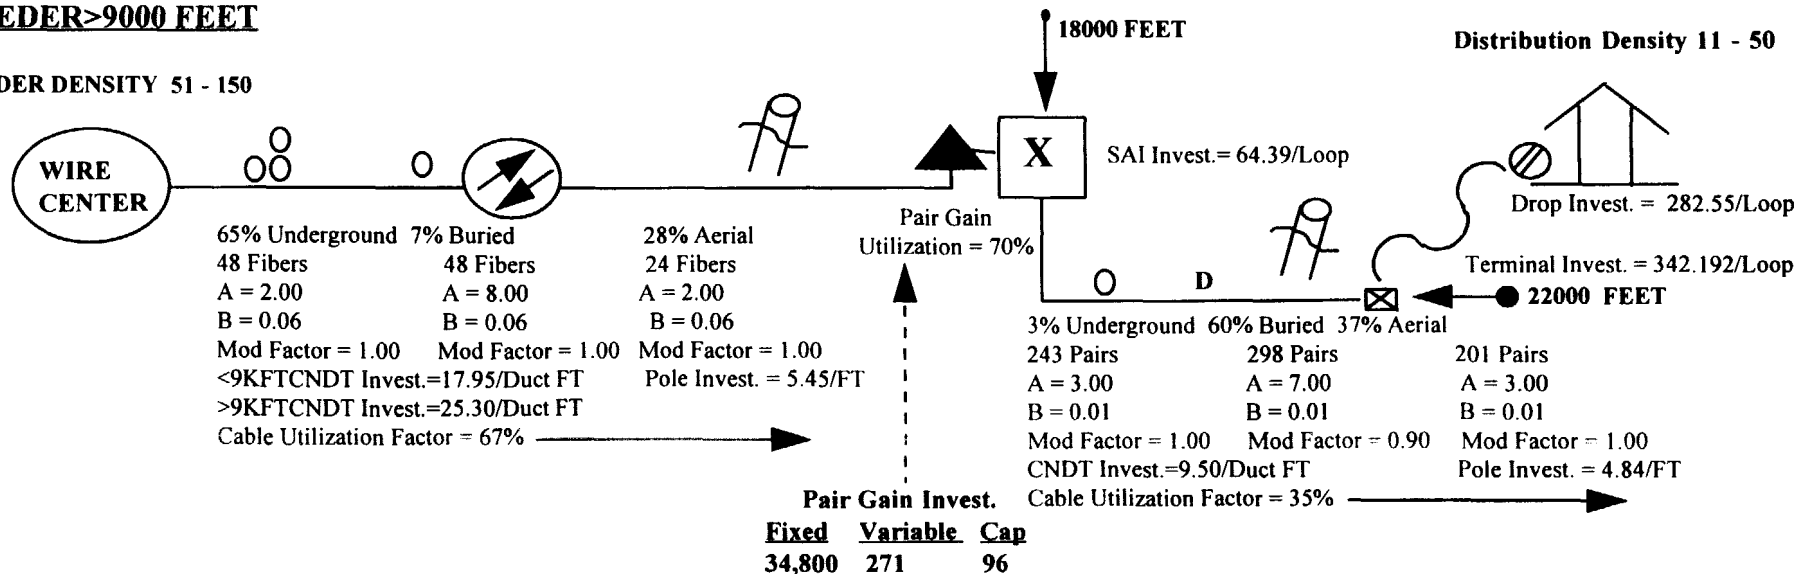 EDER>9000 FEET
DER DENSITY 51 - 150
18000 FEET
Distribution Density 11 - 50
WIRE
CENTER
X
SAI Invest.= 64.39/Loop
Drop Invest. = 282.55/Loop
Pair Gain
Utilization = 70%
Terminal Invest. = 342.192/Loop
22000 FEET
D
65% Underground 7% Buried 28% Aerial
48 Fibers 48 Fibers 24 Fibers
A = 2.00 A = 8.00 A = 2.00
B = 0.06 B = 0.06 B = 0.06
Mod Factor = 1.00 Mod Factor = 1.00 Mod Factor = 1.00
<9KFTCNDT Invest.=17.95/Duct FT Pole Invest. = 5.45/FT
>9KFTCNDT Invest.=25.30/Duct FT
Cable Utilization Factor = 67%
3% Underground 60% Buried 37% Aerial
243 Pairs 298 Pairs 201 Pairs
A = 3.00 A = 7.00 A = 3.00
B = 0.01 B = 0.01 B = 0.01
Mod Factor = 1.00 Mod Factor = 0.90 Mod Factor = 1.00
CNDT Invest.=9.50/Duct FT Pole Invest. = 4.84/FT
Cable Utilization Factor = 35%
Pair Gain Invest.
Fixed Variable Cap
34,800 271 96